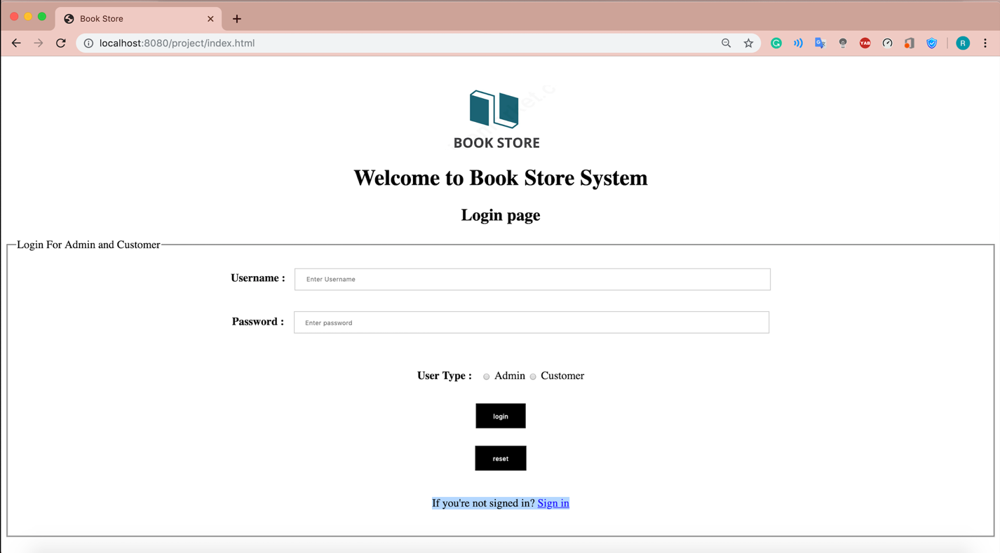 Book Store
localhost:8080/project/index.html
YAB
R
BOOK STORE
Welcome to Book Store System
Login page
Login For Admin and Customer
Username : Enter Username
Password : Enter password
User Type : Admin Customer
login
reset
If you're not signed in? Sign in